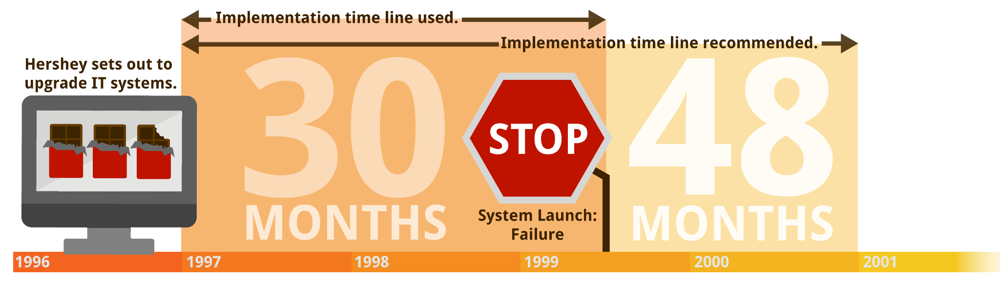 Implementation time line used.
Implementation time line recommended.
Hershey sets out to
upgrade IT systems.
30
MONTHS
STOP
System Launch:
Failure
48
MONTHS
1996
1997
1998
1999
2000
2001